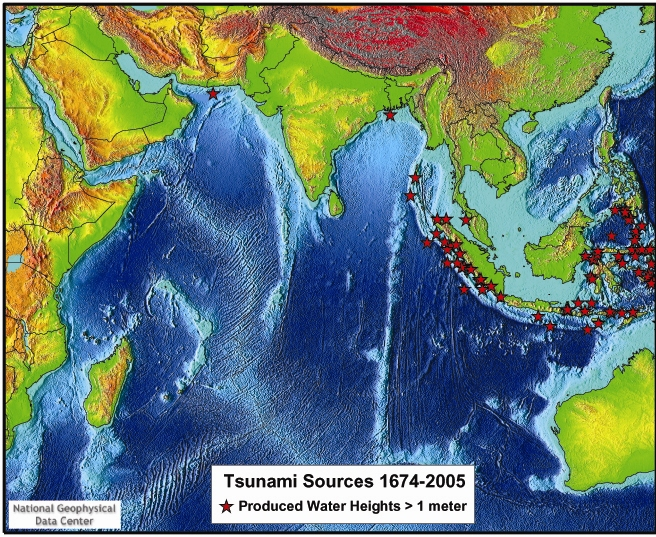 Tsunami Sources 1674-2005
Produced Water Heights > 1 meter
National Geophysical
Data Center